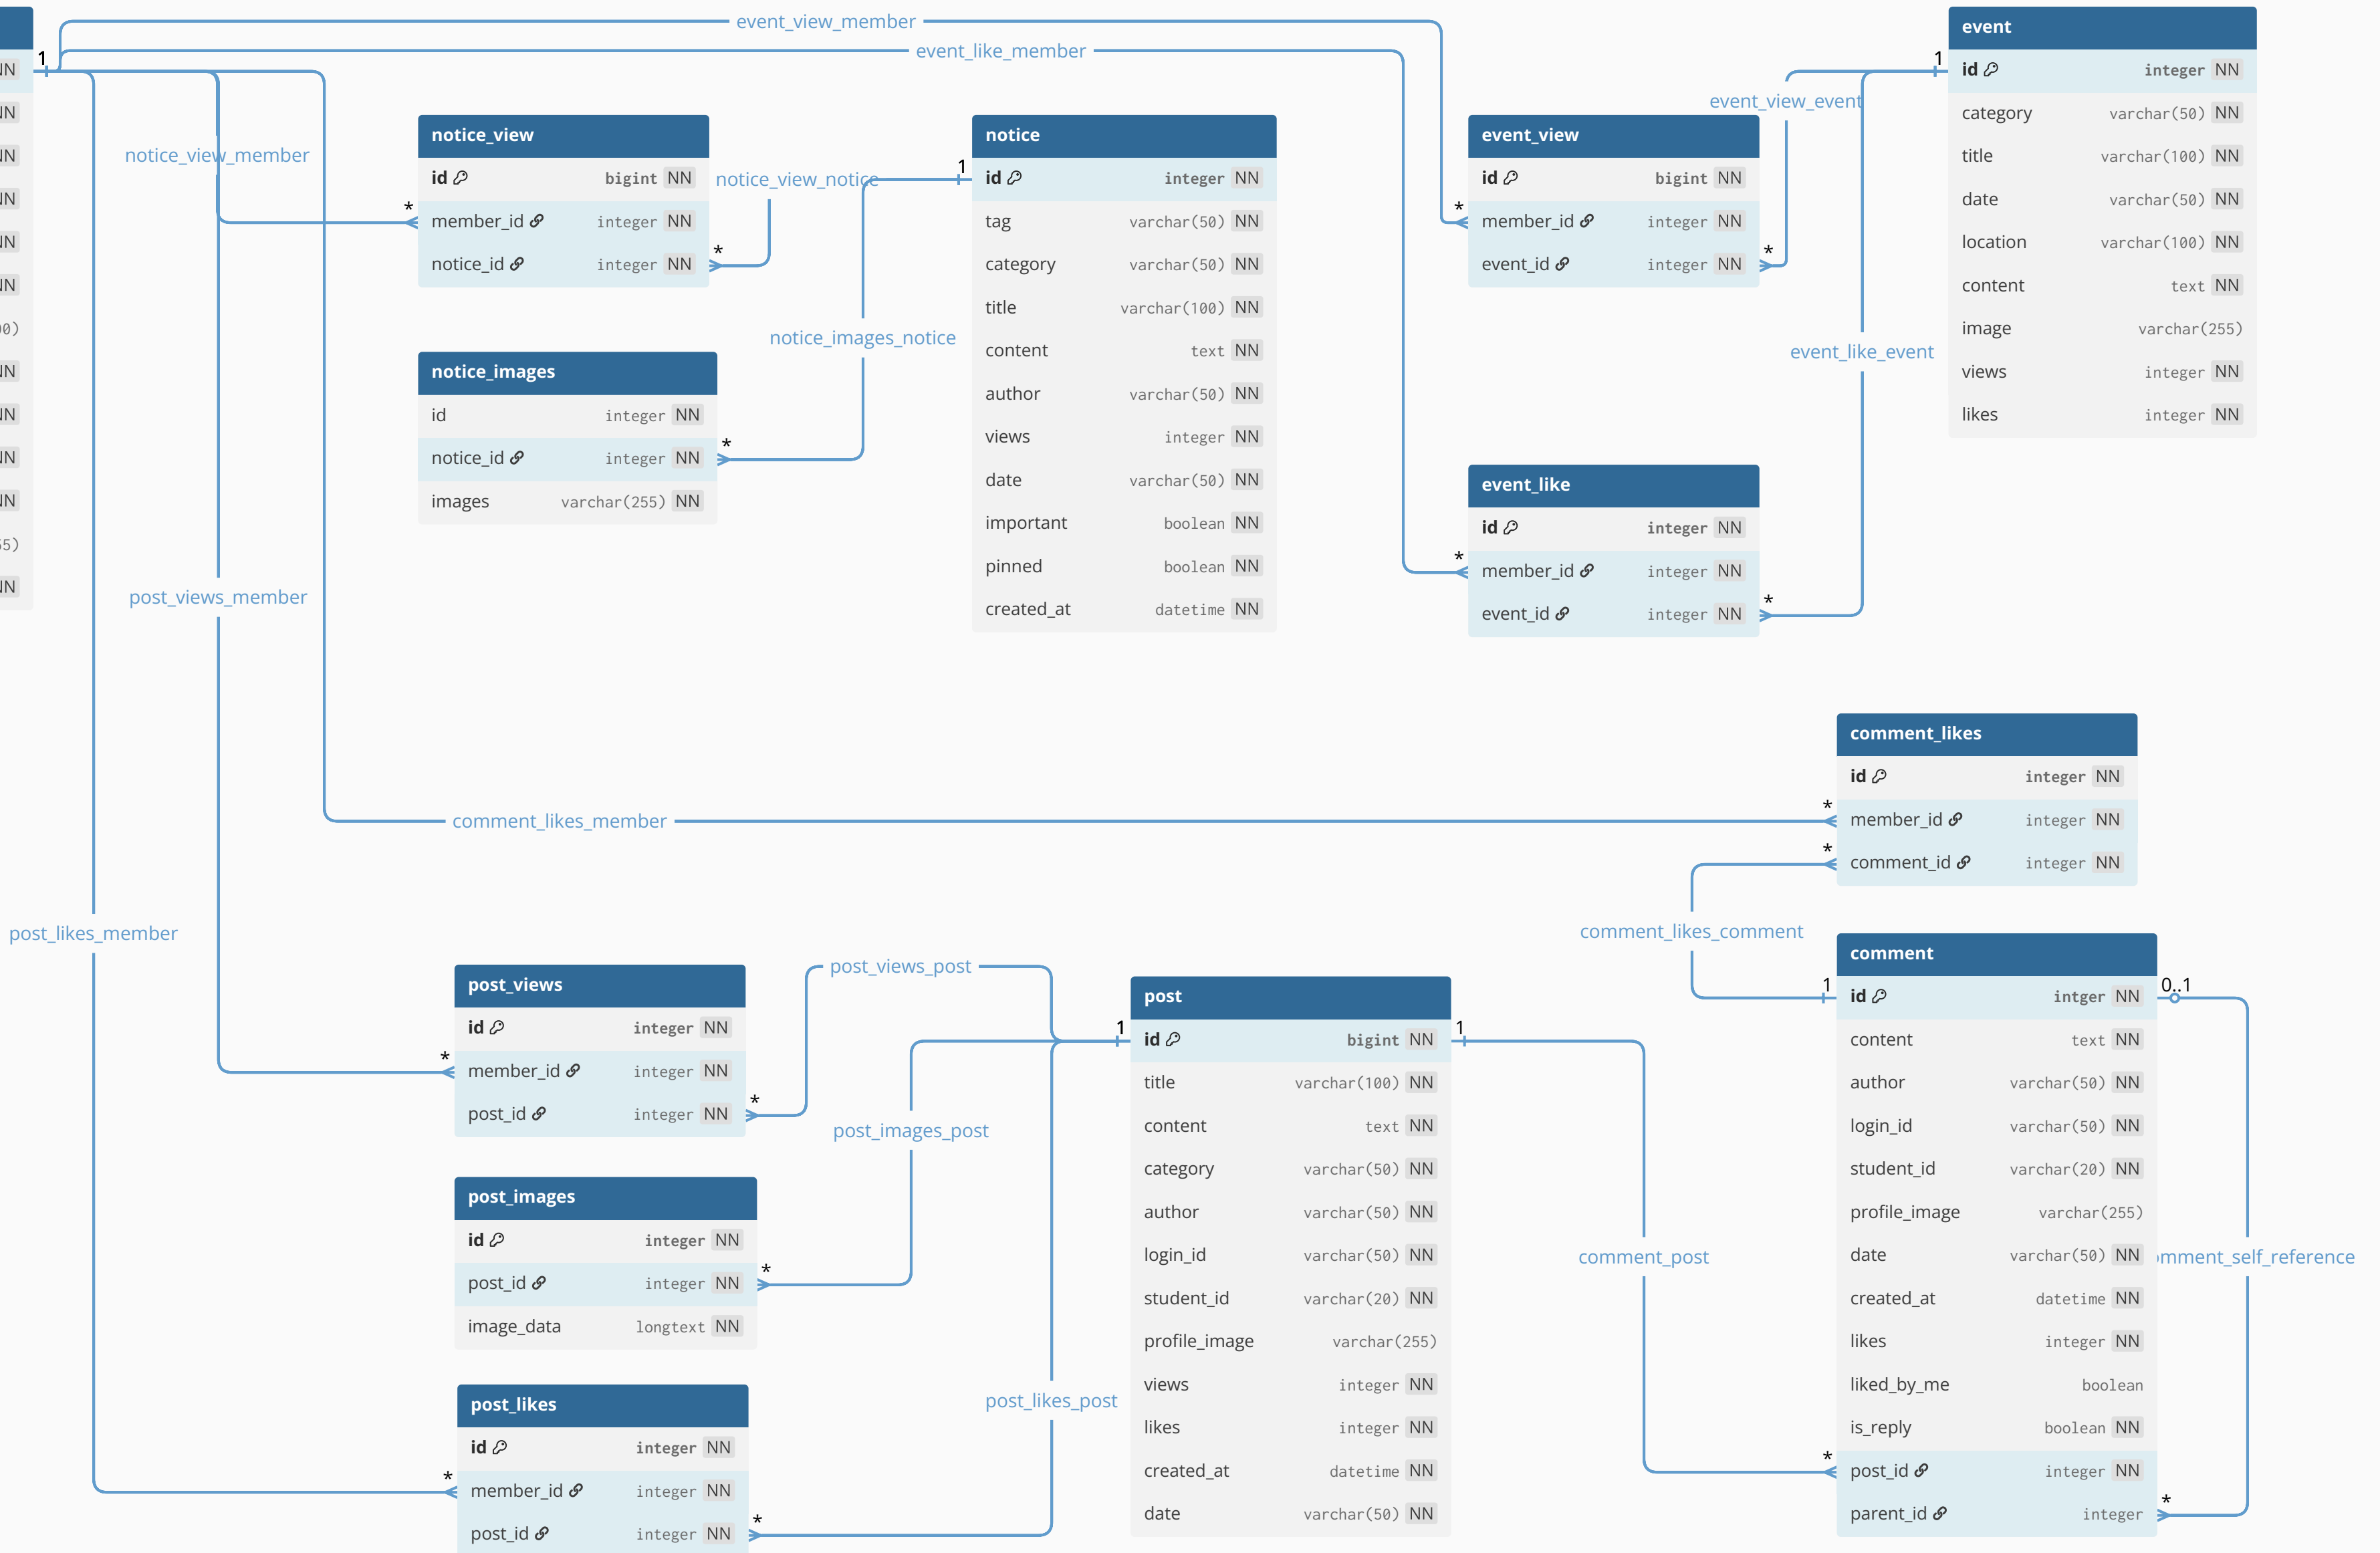 1
event_view_member
event_like_member
notice_view_member
post_views_member
comment_likes_member
post_likes_member
notice_view
id bigint NN
* member_id integer NN
notice_id integer NN *
notice_view_notice
notice_images
id integer NN
notice_id integer NN *
images varchar(255) NN
notice_images_notice
notice
1 id integer NN
tag varchar(50) NN
category varchar(50) NN
title varchar(100) NN
content text NN
author varchar(50) NN
views integer NN
date varchar(50) NN
important boolean NN
pinned boolean NN
created_at datetime NN
event_view
id bigint NN
* member_id integer NN
event_id integer NN *
event_view_event
event_like
id integer NN
* member_id integer NN
event_id integer NN *
event_like_event
event
1 id integer NN
category varchar(50) NN
title varchar(100) NN
date varchar(50) NN
location varchar(100) NN
content text NN
image varchar(255)
views integer NN
likes integer NN
comment_likes
id integer NN
* member_id integer NN
* comment_id integer NN
comment_likes_comment
post_views
id integer NN
* member_id integer NN
post_id integer NN *
post_views_post
post_images
id integer NN
post_id integer NN *
image_data longtext NN
post_images_post
post_likes
id integer NN
* member_id integer NN
post_id integer NN *
post_likes_post
post
1 id bigint NN 1
title varchar(100) NN
content text NN
category varchar(50) NN
author varchar(50) NN
login_id varchar(50) NN
student_id varchar(20) NN
profile_image varchar(255)
views integer NN
likes integer NN
created_at datetime NN
date varchar(50) NN
comment_post
comment
1 id intger NN 0..1
content text NN
author varchar(50) NN
login_id varchar(50) NN
student_id varchar(20) NN
profile_image varchar(255)
date varchar(50) NN
created_at datetime NN
likes integer NN
liked_by_me boolean
is_reply boolean NN
* post_id integer NN
parent_id integer *
omment_self_reference